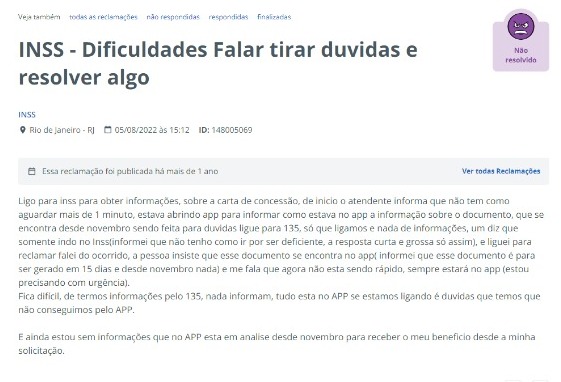 Veja também todas as reclamações não respondidas respondidas finalizadas
INSS - Dificuldades Falar tirar duvidas e
resolver algo
Não
resolvido
INSS
Rio de Janeiro - RJ 05/08/2022 às 15:12 ID: 148005069
Essa reclamação foi publicada há mais de 1 ano Ver todas Reclamações
Ligo para inss para obter informações, sobre a carta de concessão, de inicio o atendente informa que não tem como
aguardar mais de 1 minuto, estava abrindo app para informar como estava no app a informação sobre o documento, que se
encontra desde novembro sendo feita para duvidas ligue para 135, só que ligamos e nada de informações, um diz que
somente indo no Inss(informei que não tenho como ir por ser deficiente, a resposta curta e grossa só assim), e liguei para
reclamar falei do ocorrido, a pessoa insiste que esse documento se encontra no app( informei que esse documento é para
ser gerado em 15 dias e desde novembro nada) e me fala que agora não esta sendo rápido, sempre estará no app (estou
precisando com urgência).
Fica difícil, de termos informações pelo 135, nada informam, tudo esta no APP se estamos ligando é duvidas que temos que
não conseguimos pelo APP.
E ainda estou sem informações que no APP esta em analise desde novembro para receber o meu beneficio desde a minha
solicitação.